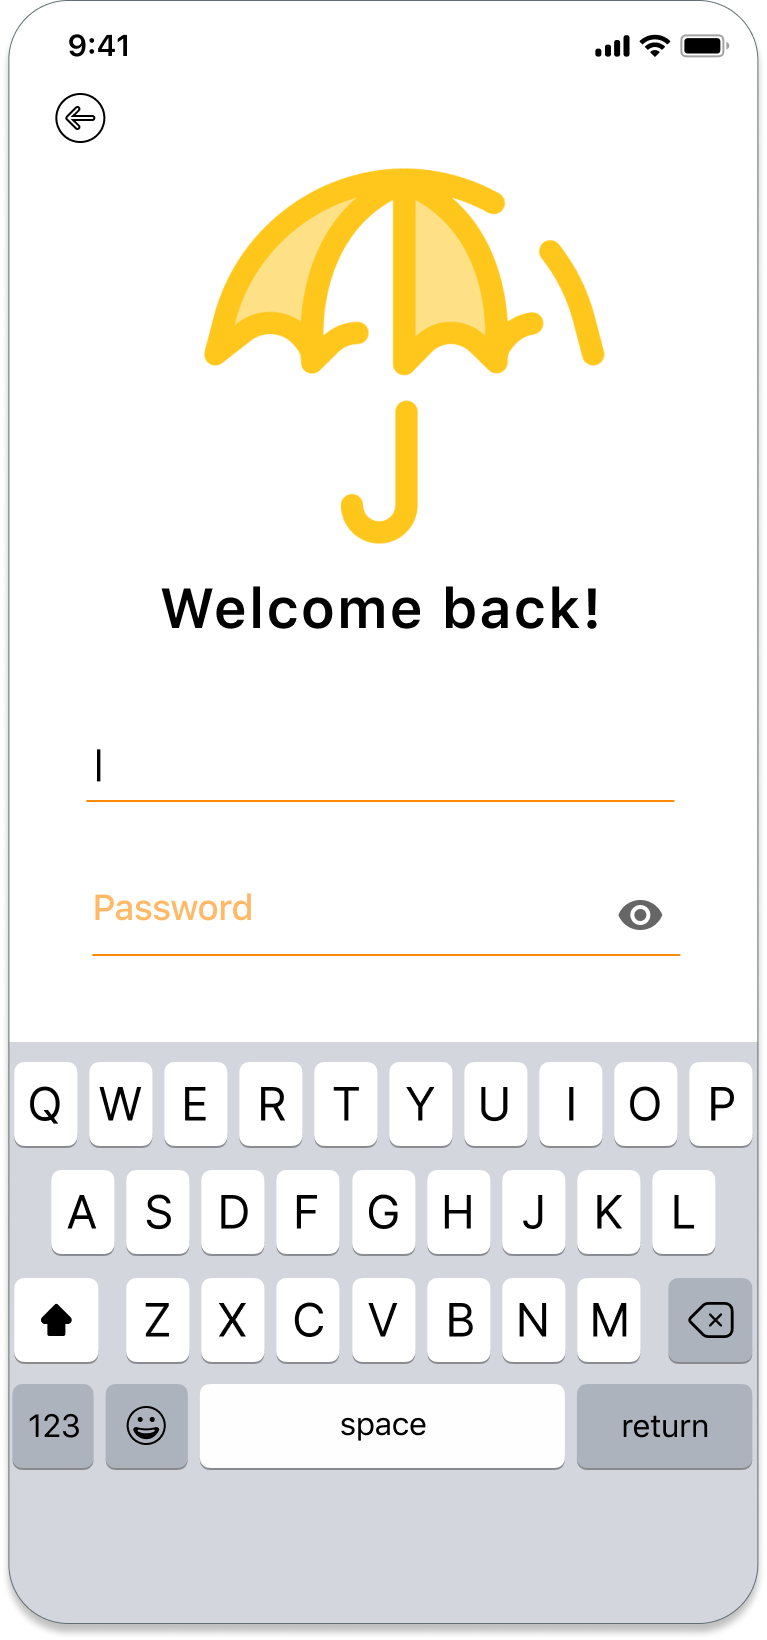 9:41
Welcome back!
Password
Q W E R T Y U I O P
A S D F G H J K L
Z X C V B N M
123 space return